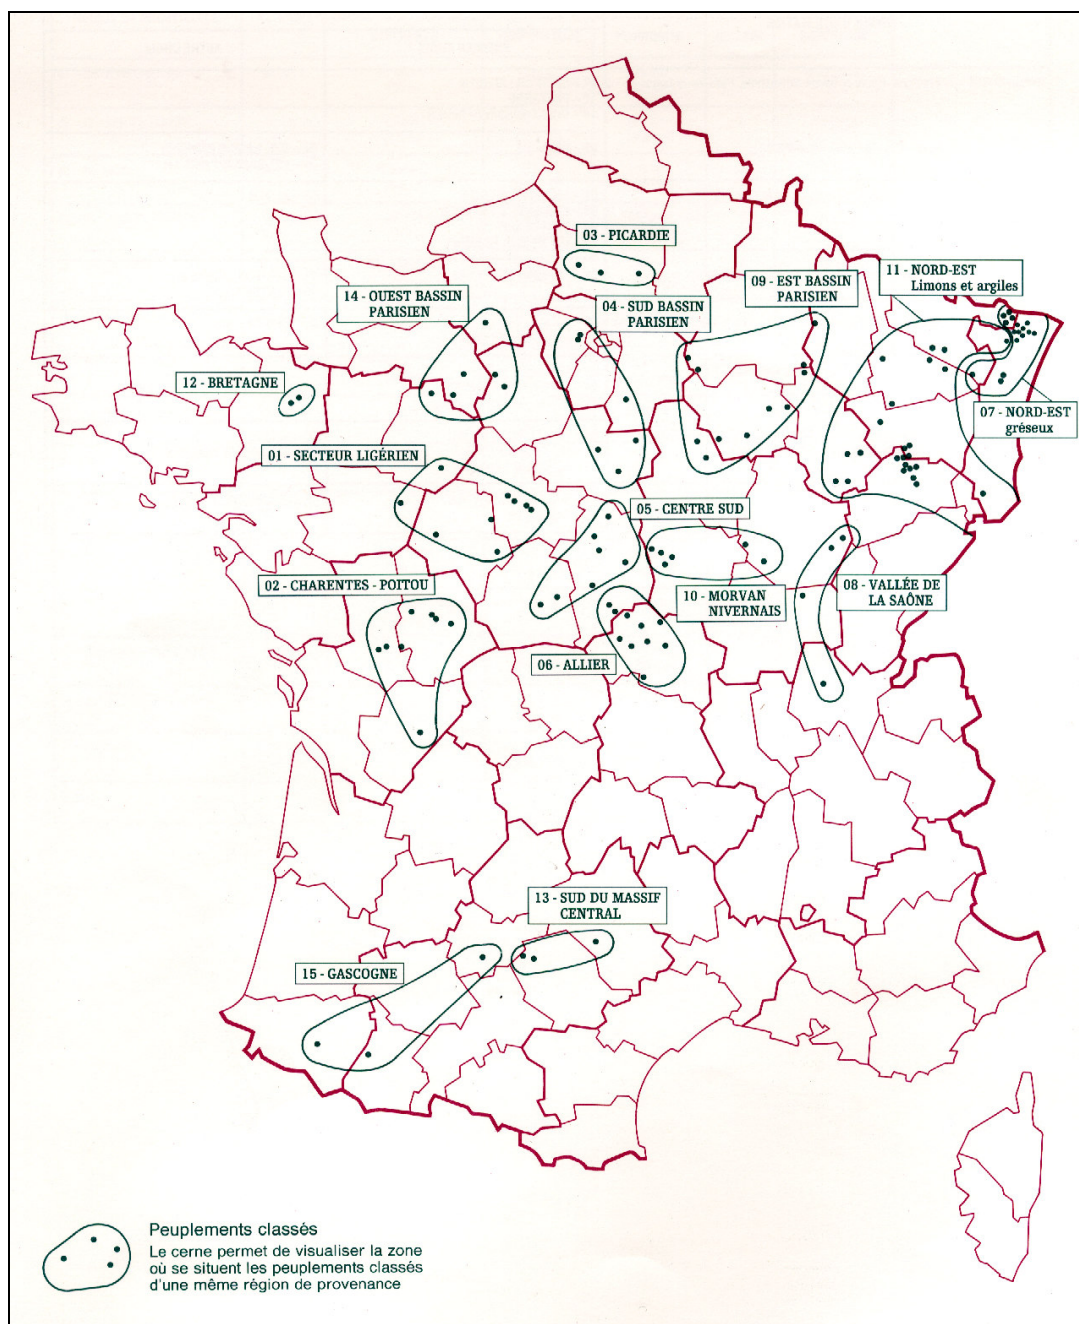 03 - PICARDIE
11 - NORD-EST
Limons et argiles
09 - EST BASSIN
PARISIEN
14 - OUEST BASSIN
PARISIEN
04 - SUD BASSIN
PARISIEN
12 - BRETAGNE
07 - NORD-EST
gréseux
01 - SECTEUR LIGÉRIEN
05 - CENTRE SUD
02 - CHARENTES - POITOU
10 - MORVAN
NIVERNAIS
08 - VALLÉE DE
LA SAÔNE
06 - ALLIER
13 - SUD DU MASSIF
CENTRAL
15 - GASCOGNE
Peuplements classés
Le cerne permet de visualiser la zone
où se situent les peuplements classés
d'une même région de provenance